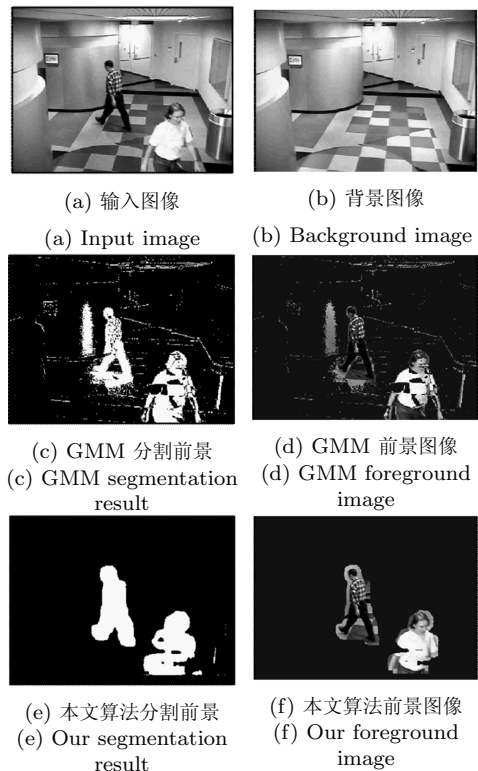 (a) 输入图像
(b) 背景图像
(a) Input image
(b) Background image
(c) GMM 分割前景
(d) GMM 前景图像
(c) GMM segmentation
result
(d) GMM foreground
image
(e) 本文算法分割前景
(f) 本文算法前景图像
(e) Our segmentation
result
(f) Our foreground
image